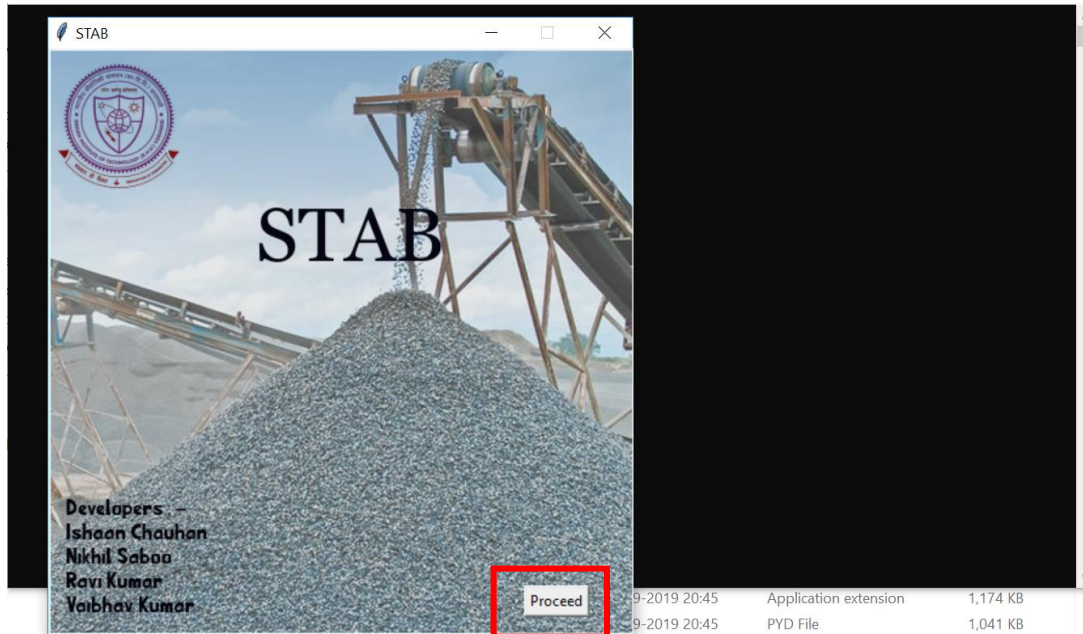 STAB
STAB
Developers :-
Ishaan Chauhan
Nikhil Saboo
Ravi Kumar
Vaibhav Kumar
Proceed
9-2019 20:45 Application extension 1,174 KB
9-2019 20:45 PYD File 1,041 KB